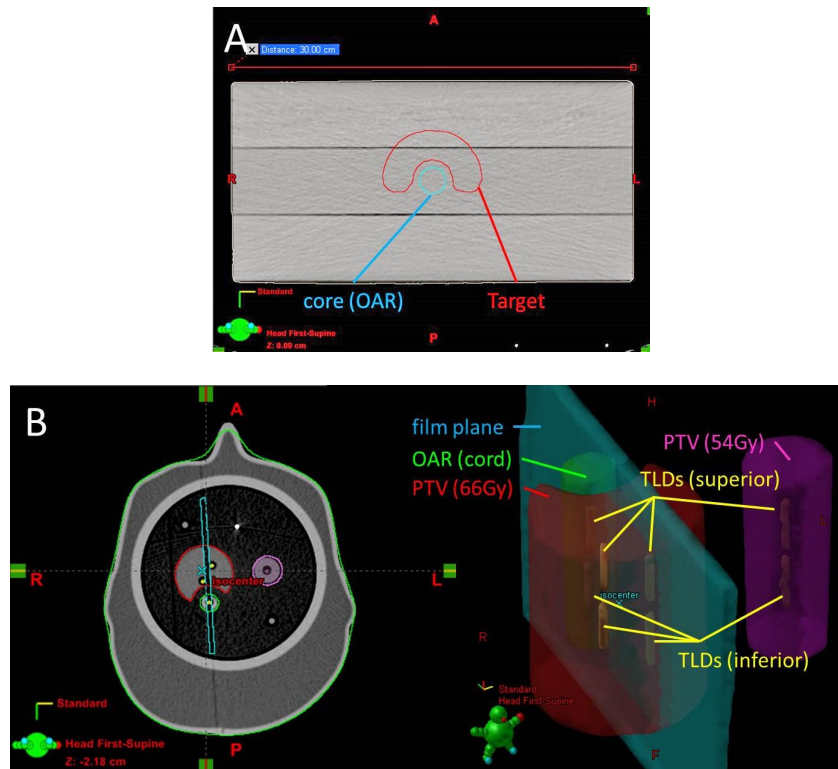 A
A
Distance: 30.00 cm
R
L
core (OAR)
Target
Standard
Head First-Supine
Z: 0.00 cm
P
B
A
R
L
isocenter
Standard
Head First-Supine
Z: -2.18 cm
P
H
film plane
OAR (cord)
PTV (66Gy)
PTV (54Gy)
TLDs (superior)
isocenter
R
TLDs (inferior)
Standard
Head First-Supine
F